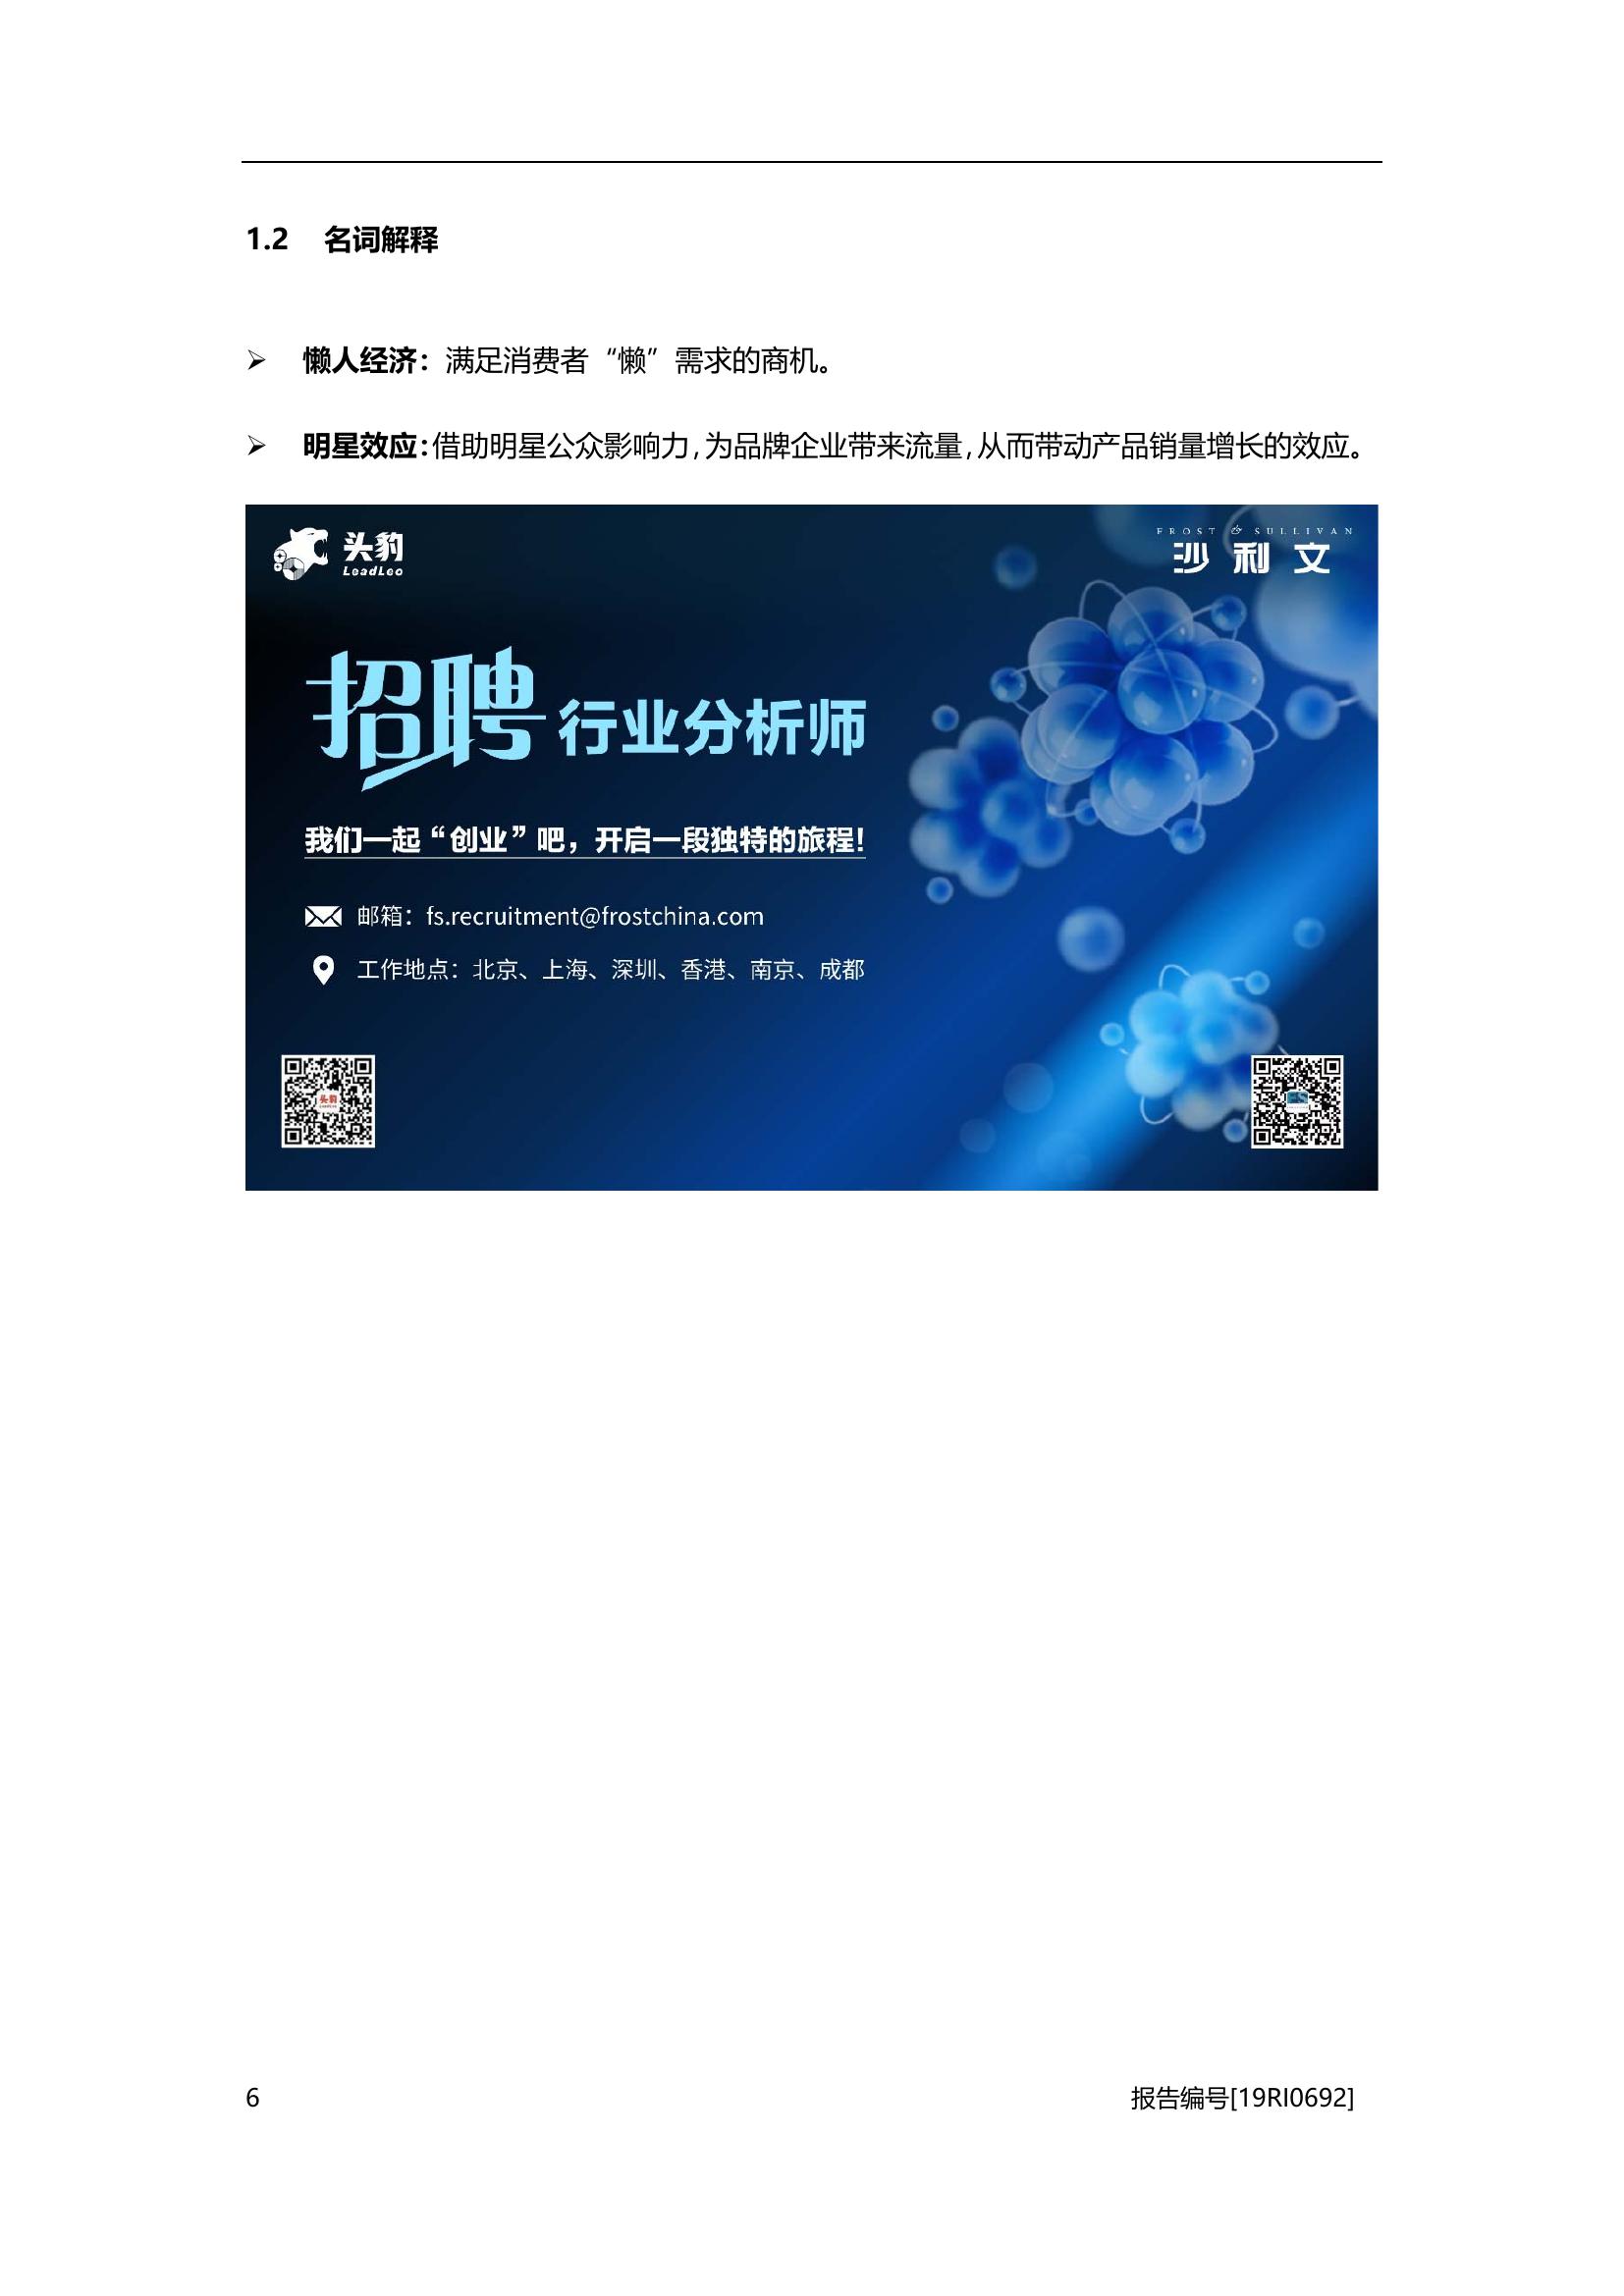 1.2 名词解释
➢ 懒人经济：满足消费者“懒”需求的商机。
➢ 明星效应：借助明星公众影响力，为品牌企业带来流量，从而带动产品销量增长的效应。
头豹
LeadLeo
FROST & SULLIVAN
沙利文
招聘 行业分析师
我们一起“创业”吧，开启一段独特的旅程！
邮箱：fs.recruitment@frostchina.com
工作地点：北京、上海、深圳、香港、南京、成都
头豹
LeadLeo
FS
6 报告编号[19RI0692]